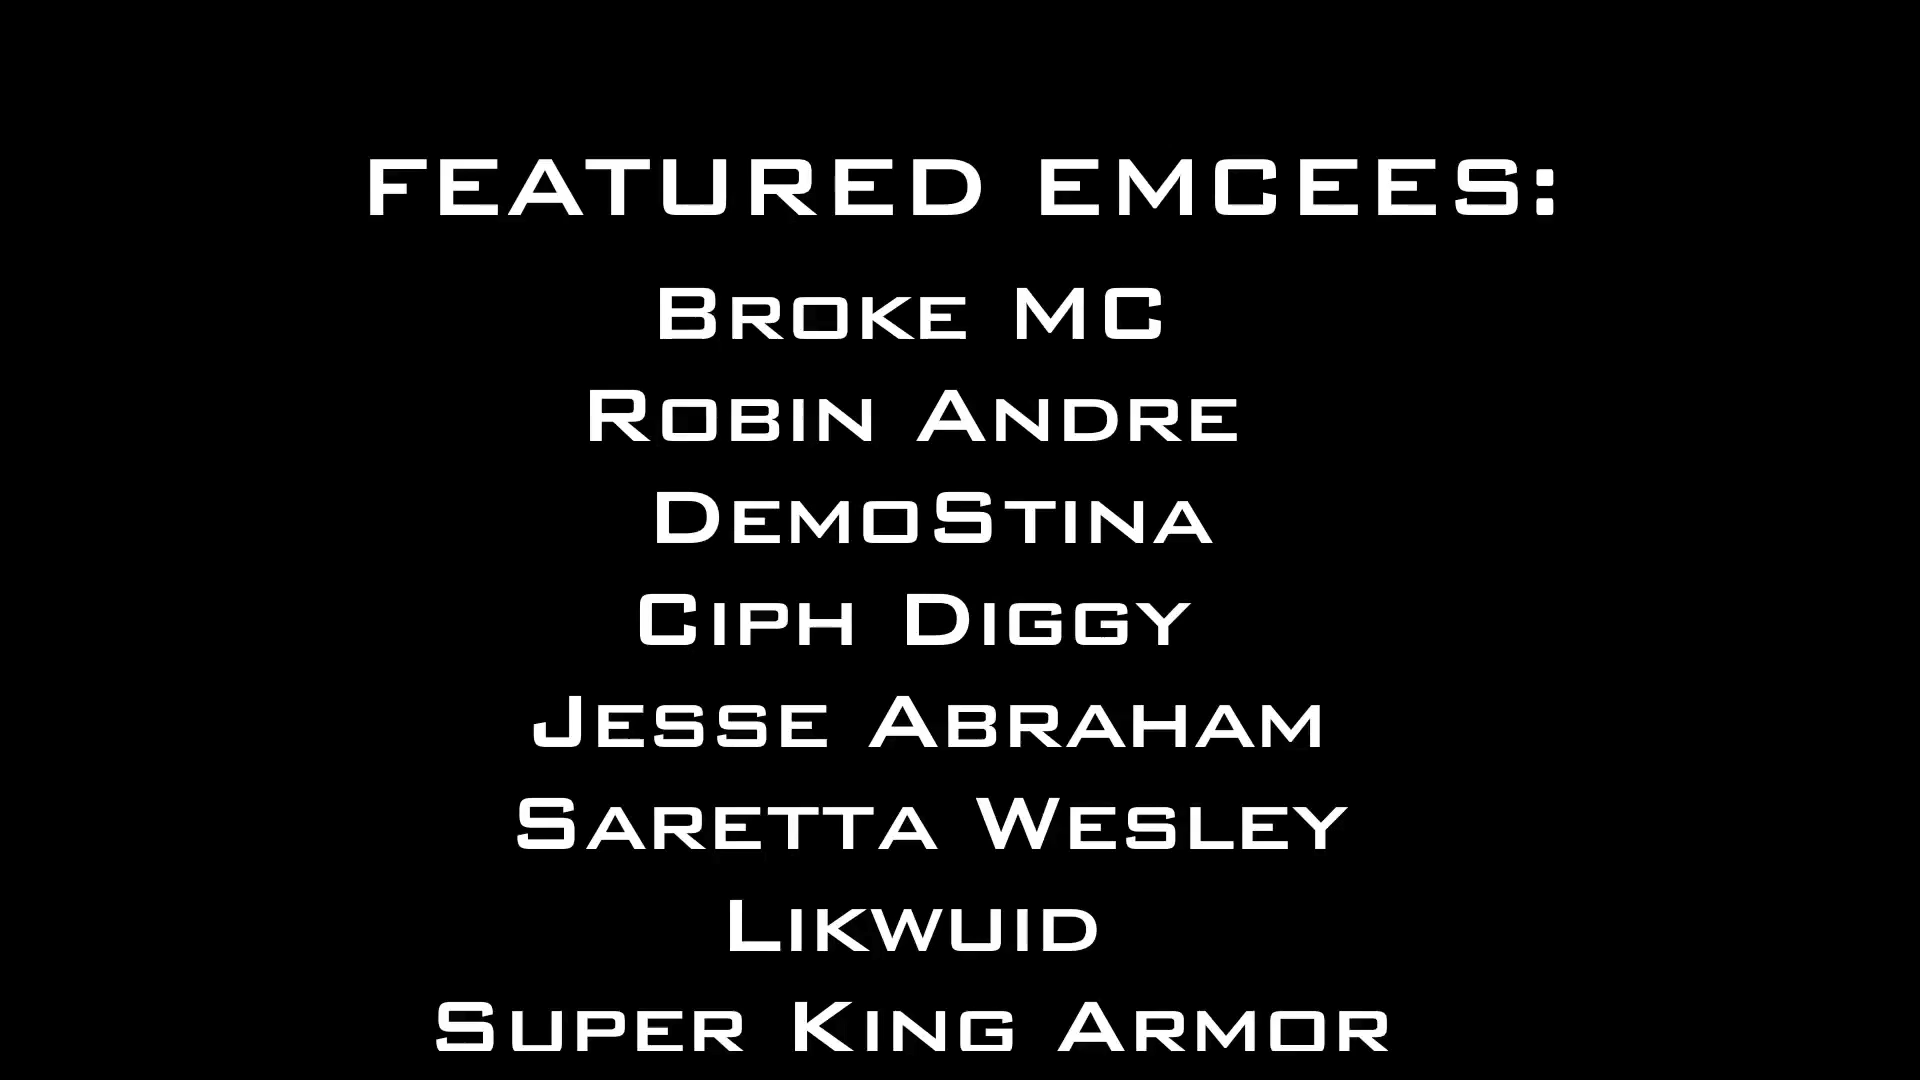 FEATURED EMCEES:
Broke MC
Robin Andre
DemoStina
Ciph Diggy
Jesse Abraham
Saretta Wesley
Likwuid
Super King Armor